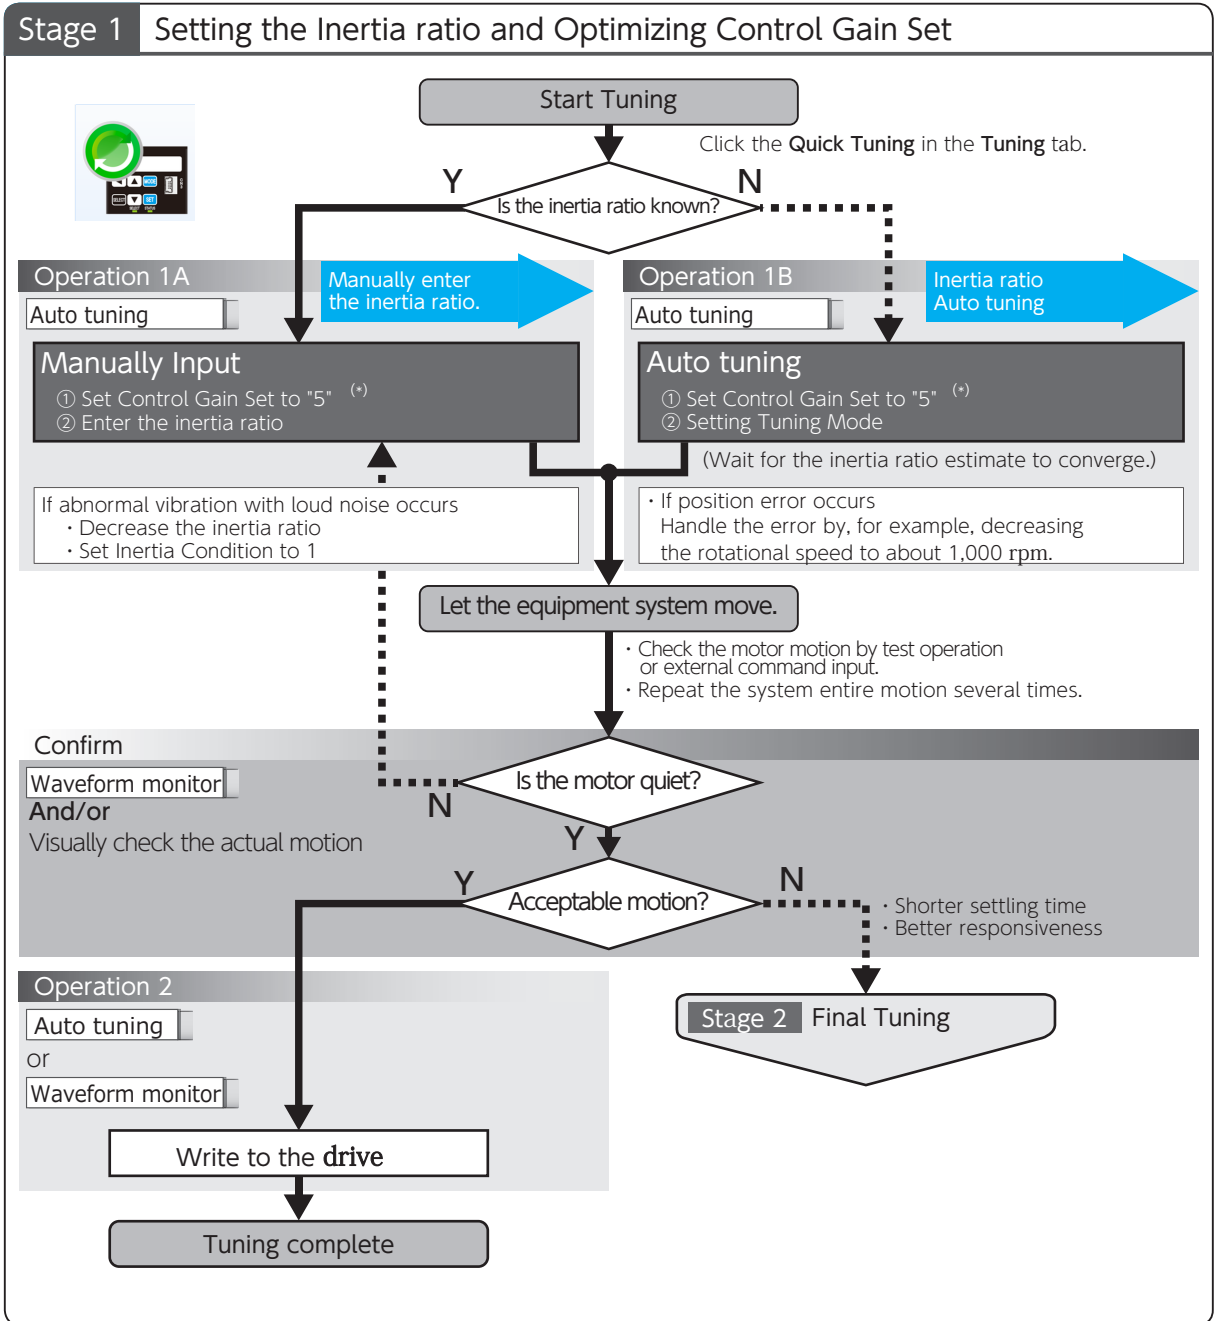 Stage 1 Setting the Inertia ratio and Optimizing Control Gain Set
Start Tuning
Click the Quick Tuning in the Tuning tab.
Y
N
Is the inertia ratio known?
MODE
SELECT
SET
Operation 1A
Manually enter
the inertia ratio.
Auto tuning
Manually Input
① Set Control Gain Set to "5" (*)
② Enter the inertia ratio
If abnormal vibration with loud noise occurs
・Decrease the inertia ratio
・Set Inertia Condition to 1
Operation 1B
Inertia ratio
Auto tuning
Auto tuning
Auto tuning
① Set Control Gain Set to "5" (*)
② Setting Tuning Mode
(Wait for the inertia ratio estimate to converge.)
・If position error occurs
Handle the error by, for example, decreasing
the rotational speed to about 1,000 rpm.
Let the equipment system move.
・Check the motor motion by test operation
or external command input.
・Repeat the system entire motion several times.
Confirm
Waveform monitor
And/or
Visually check the actual motion
Is the motor quiet?
N
Y
Acceptable motion?
Y
N
・Shorter settling time
・Better responsiveness
Operation 2
Auto tuning
or
Waveform monitor
Stage 2 Final Tuning
Write to the drive
Tuning complete